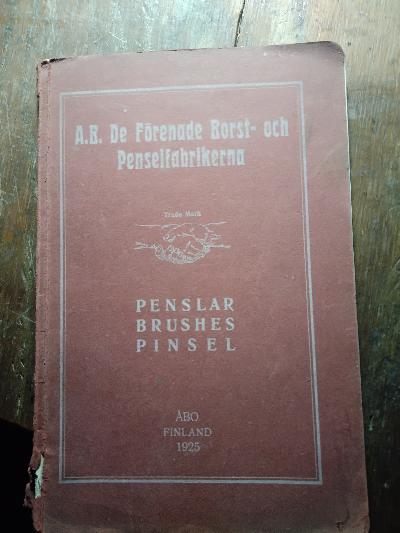 A.B. De Förenade Borst- och
Penselfabrikerna
Trade Mark
PENSLAR
BRUSHES
PINSEL
ÅBO
FINLAND
1925